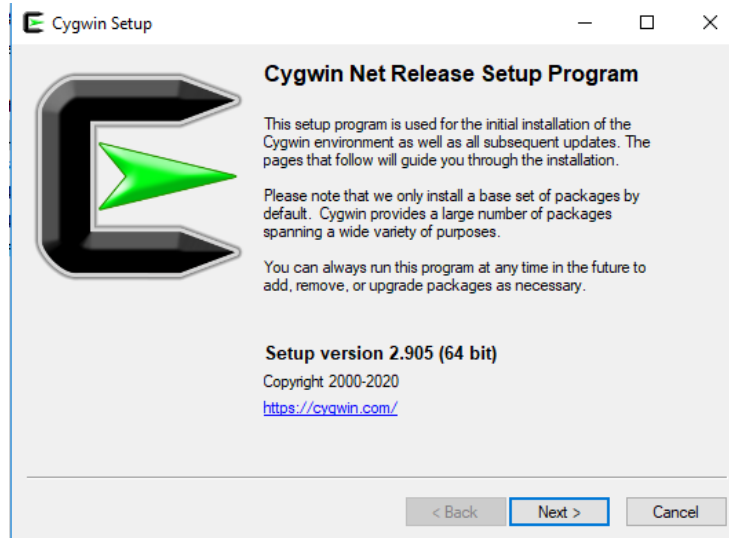 Cygwin Setup
Cygwin Net Release Setup Program
This setup program is used for the initial installation of the
Cygwin environment as well as all subsequent updates. The
pages that follow will guide you through the installation.
Please note that we only install a base set of packages by
default. Cygwin provides a large number of packages
spanning a wide variety of purposes.
You can always run this program at any time in the future to
add, remove, or upgrade packages as necessary.
Setup version 2.905 (64 bit)
Copyright 2000-2020
https://cygwin.com/
< Back Next > Cancel